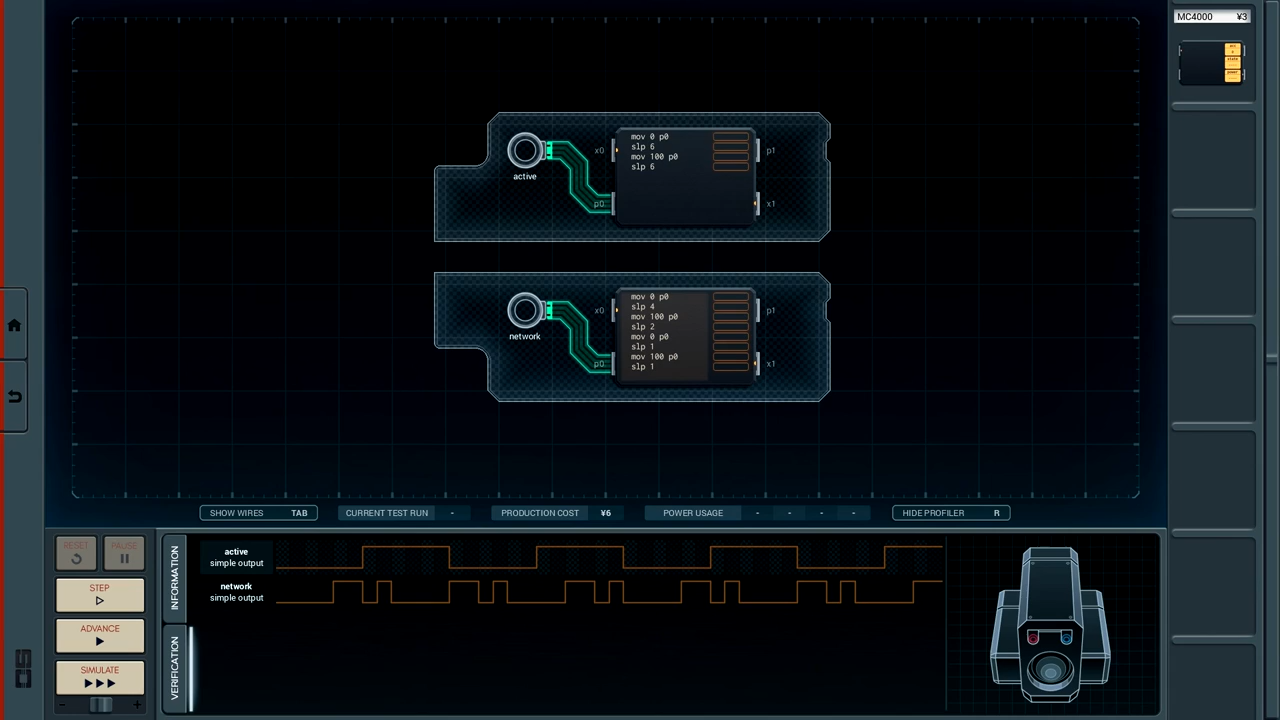 MC4000 ¥3
x0
mov 0 p0
slp 6
mov 100 p0
slp 6
p1
active
p0
x1
x0
mov 0 p0
slp 4
mov 100 p0
slp 2
mov 0 p0
slp 1
mov 100 p0
slp 1
p1
network
p0
x1
SHOW WIRES TAB
CURRENT TEST RUN -
PRODUCTION COST ¥6
POWER USAGE - - - -
HIDE PROFILER R
RESET
PAUSE
STEP
ADVANCE
SIMULATE
- +
INFORMATION
VERIFICATION
active
simple output
network
simple output